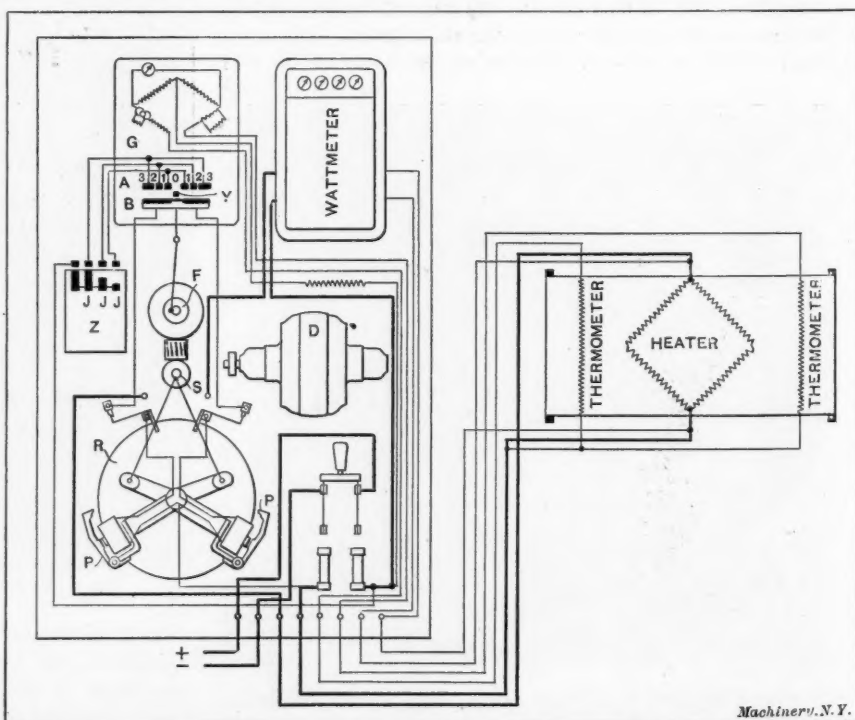 G
A 3 2 1 0 1 2 3
Y
B
WATTMETER
F
J J J
Z
D
S
R
P
P
+
−
THERMOMETER
HEATER
THERMOMETER
Machinery, N.Y.